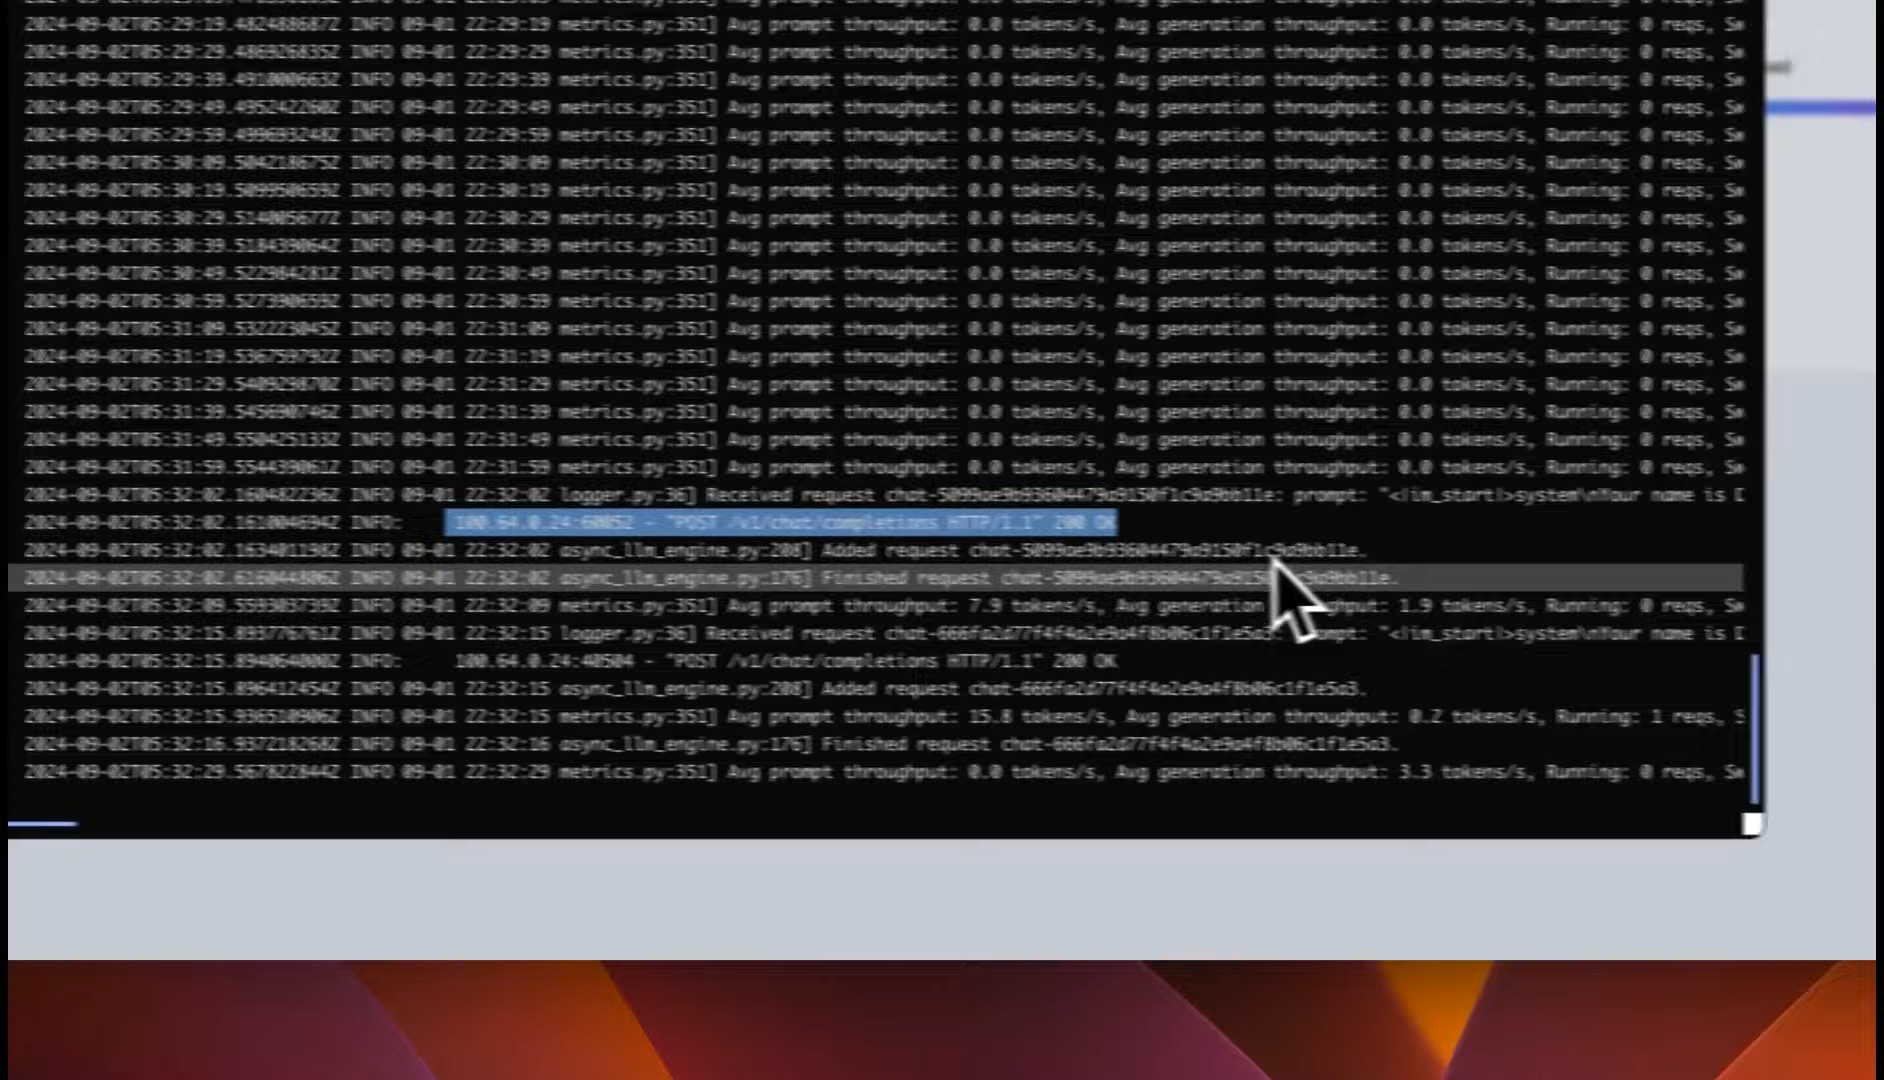 2024-09-02T05:29:19.482488687Z INFO 09-01 22:29:19 metrics.py:351] Avg prompt throughput: 0.0 tokens/s, Avg generation throughput: 0.0 tokens/s, Running: 0 reqs, Sw
2024-09-02T05:29:29.486926835Z INFO 09-01 22:29:29 metrics.py:351] Avg prompt throughput: 0.0 tokens/s, Avg generation throughput: 0.0 tokens/s, Running: 0 reqs, Sw
2024-09-02T05:29:39.491000663Z INFO 09-01 22:29:39 metrics.py:351] Avg prompt throughput: 0.0 tokens/s, Avg generation throughput: 0.0 tokens/s, Running: 0 reqs, Sw
2024-09-02T05:29:49.495242260Z INFO 09-01 22:29:49 metrics.py:351] Avg prompt throughput: 0.0 tokens/s, Avg generation throughput: 0.0 tokens/s, Running: 0 reqs, Sw
2024-09-02T05:29:59.499693248Z INFO 09-01 22:29:59 metrics.py:351] Avg prompt throughput: 0.0 tokens/s, Avg generation throughput: 0.0 tokens/s, Running: 0 reqs, Sw
2024-09-02T05:30:09.504218675Z INFO 09-01 22:30:09 metrics.py:351] Avg prompt throughput: 0.0 tokens/s, Avg generation throughput: 0.0 tokens/s, Running: 0 reqs, Sw
2024-09-02T05:30:19.509950659Z INFO 09-01 22:30:19 metrics.py:351] Avg prompt throughput: 0.0 tokens/s, Avg generation throughput: 0.0 tokens/s, Running: 0 reqs, Sw
2024-09-02T05:30:29.514005677Z INFO 09-01 22:30:29 metrics.py:351] Avg prompt throughput: 0.0 tokens/s, Avg generation throughput: 0.0 tokens/s, Running: 0 reqs, Sw
2024-09-02T05:30:39.518439064Z INFO 09-01 22:30:39 metrics.py:351] Avg prompt throughput: 0.0 tokens/s, Avg generation throughput: 0.0 tokens/s, Running: 0 reqs, Sw
2024-09-02T05:30:49.522984281Z INFO 09-01 22:30:49 metrics.py:351] Avg prompt throughput: 0.0 tokens/s, Avg generation throughput: 0.0 tokens/s, Running: 0 reqs, Sw
2024-09-02T05:30:59.527390659Z INFO 09-01 22:30:59 metrics.py:351] Avg prompt throughput: 0.0 tokens/s, Avg generation throughput: 0.0 tokens/s, Running: 0 reqs, Sw
2024-09-02T05:31:09.532223045Z INFO 09-01 22:31:09 metrics.py:351] Avg prompt throughput: 0.0 tokens/s, Avg generation throughput: 0.0 tokens/s, Running: 0 reqs, Sw
2024-09-02T05:31:19.536759792Z INFO 09-01 22:31:19 metrics.py:351] Avg prompt throughput: 0.0 tokens/s, Avg generation throughput: 0.0 tokens/s, Running: 0 reqs, Sw
2024-09-02T05:31:29.540929870Z INFO 09-01 22:31:29 metrics.py:351] Avg prompt throughput: 0.0 tokens/s, Avg generation throughput: 0.0 tokens/s, Running: 0 reqs, Sw
2024-09-02T05:31:39.545690746Z INFO 09-01 22:31:39 metrics.py:351] Avg prompt throughput: 0.0 tokens/s, Avg generation throughput: 0.0 tokens/s, Running: 0 reqs, Sw
2024-09-02T05:31:49.550425133Z INFO 09-01 22:31:49 metrics.py:351] Avg prompt throughput: 0.0 tokens/s, Avg generation throughput: 0.0 tokens/s, Running: 0 reqs, Sw
2024-09-02T05:31:59.554439061Z INFO 09-01 22:31:59 metrics.py:351] Avg prompt throughput: 0.0 tokens/s, Avg generation throughput: 0.0 tokens/s, Running: 0 reqs, Sw
2024-09-02T05:32:02.160482236Z INFO 09-01 22:32:02 logger.py:36] Received request chat-5099ae9b93604479a9150f1c9a9bb11e: prompt: "<|im_start|>system\nYour name is D
2024-09-02T05:32:02.161004694Z INFO: 100.64.0.24:60052 - "POST /v1/chat/completions HTTP/1.1" 200 OK
2024-09-02T05:32:02.163401198Z INFO 09-01 22:32:02 async_llm_engine.py:208] Added request chat-5099ae9b93604479a9150f1c9a9bb11e.
2024-09-02T05:32:02.616044806Z INFO 09-01 22:32:02 async_llm_engine.py:176] Finished request
2024-09-02T05:32:09.559303739Z INFO 09-01 22:32:09 metrics.py:351] Avg prompt throughput: 7.9 tokens/s, Avg generation 1.9 tokens/s, Running: 0 reqs, Sw
2024-09-02T05:32:15.893776761Z INFO 09-01 22:32:15 logger.py:36] Received request chat-666fa2d77f4f4a2e9a4f8b06c1f1e5a3: prompt: "<|im_start|>system\nYour name is D
2024-09-02T05:32:15.894064000Z INFO: 100.64.0.24:40504 - "POST /v1/chat/completions HTTP/1.1" 200 OK
2024-09-02T05:32:15.896412454Z INFO 09-01 22:32:15 async_llm_engine.py:208] Added request chat-666fa2d77f4f4a2e9a4f8b06c1f1e5a3.
2024-09-02T05:32:15.936510906Z INFO 09-01 22:32:15 metrics.py:351] Avg prompt throughput: 15.8 tokens/s, Avg generation throughput: 0.2 tokens/s, Running: 1 reqs, S
2024-09-02T05:32:16.937218268Z INFO 09-01 22:32:16 async_llm_engine.py:176] Finished request chat-666fa2d77f4f4a2e9a4f8b06c1f1e5a3.
2024-09-02T05:32:29.567822844Z INFO 09-01 22:32:29 metrics.py:351] Avg prompt throughput: 0.0 tokens/s, Avg generation throughput: 3.3 tokens/s, Running: 0 reqs, Sw